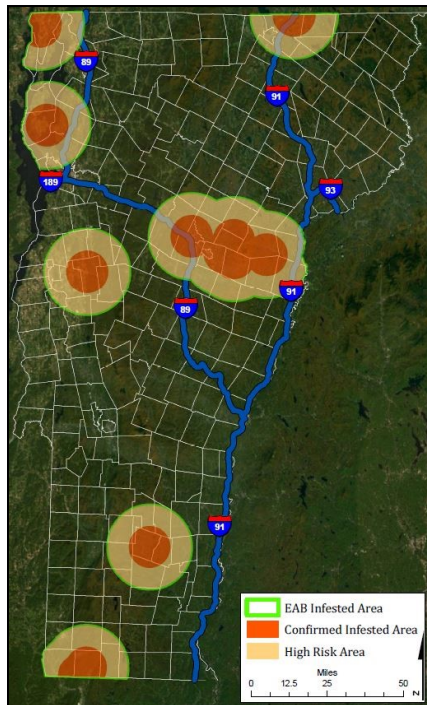 89
91
189
93
89
91
91
EAB Infested Area
Confirmed Infested Area
High Risk Area
Miles
0 12.5 25 50
N